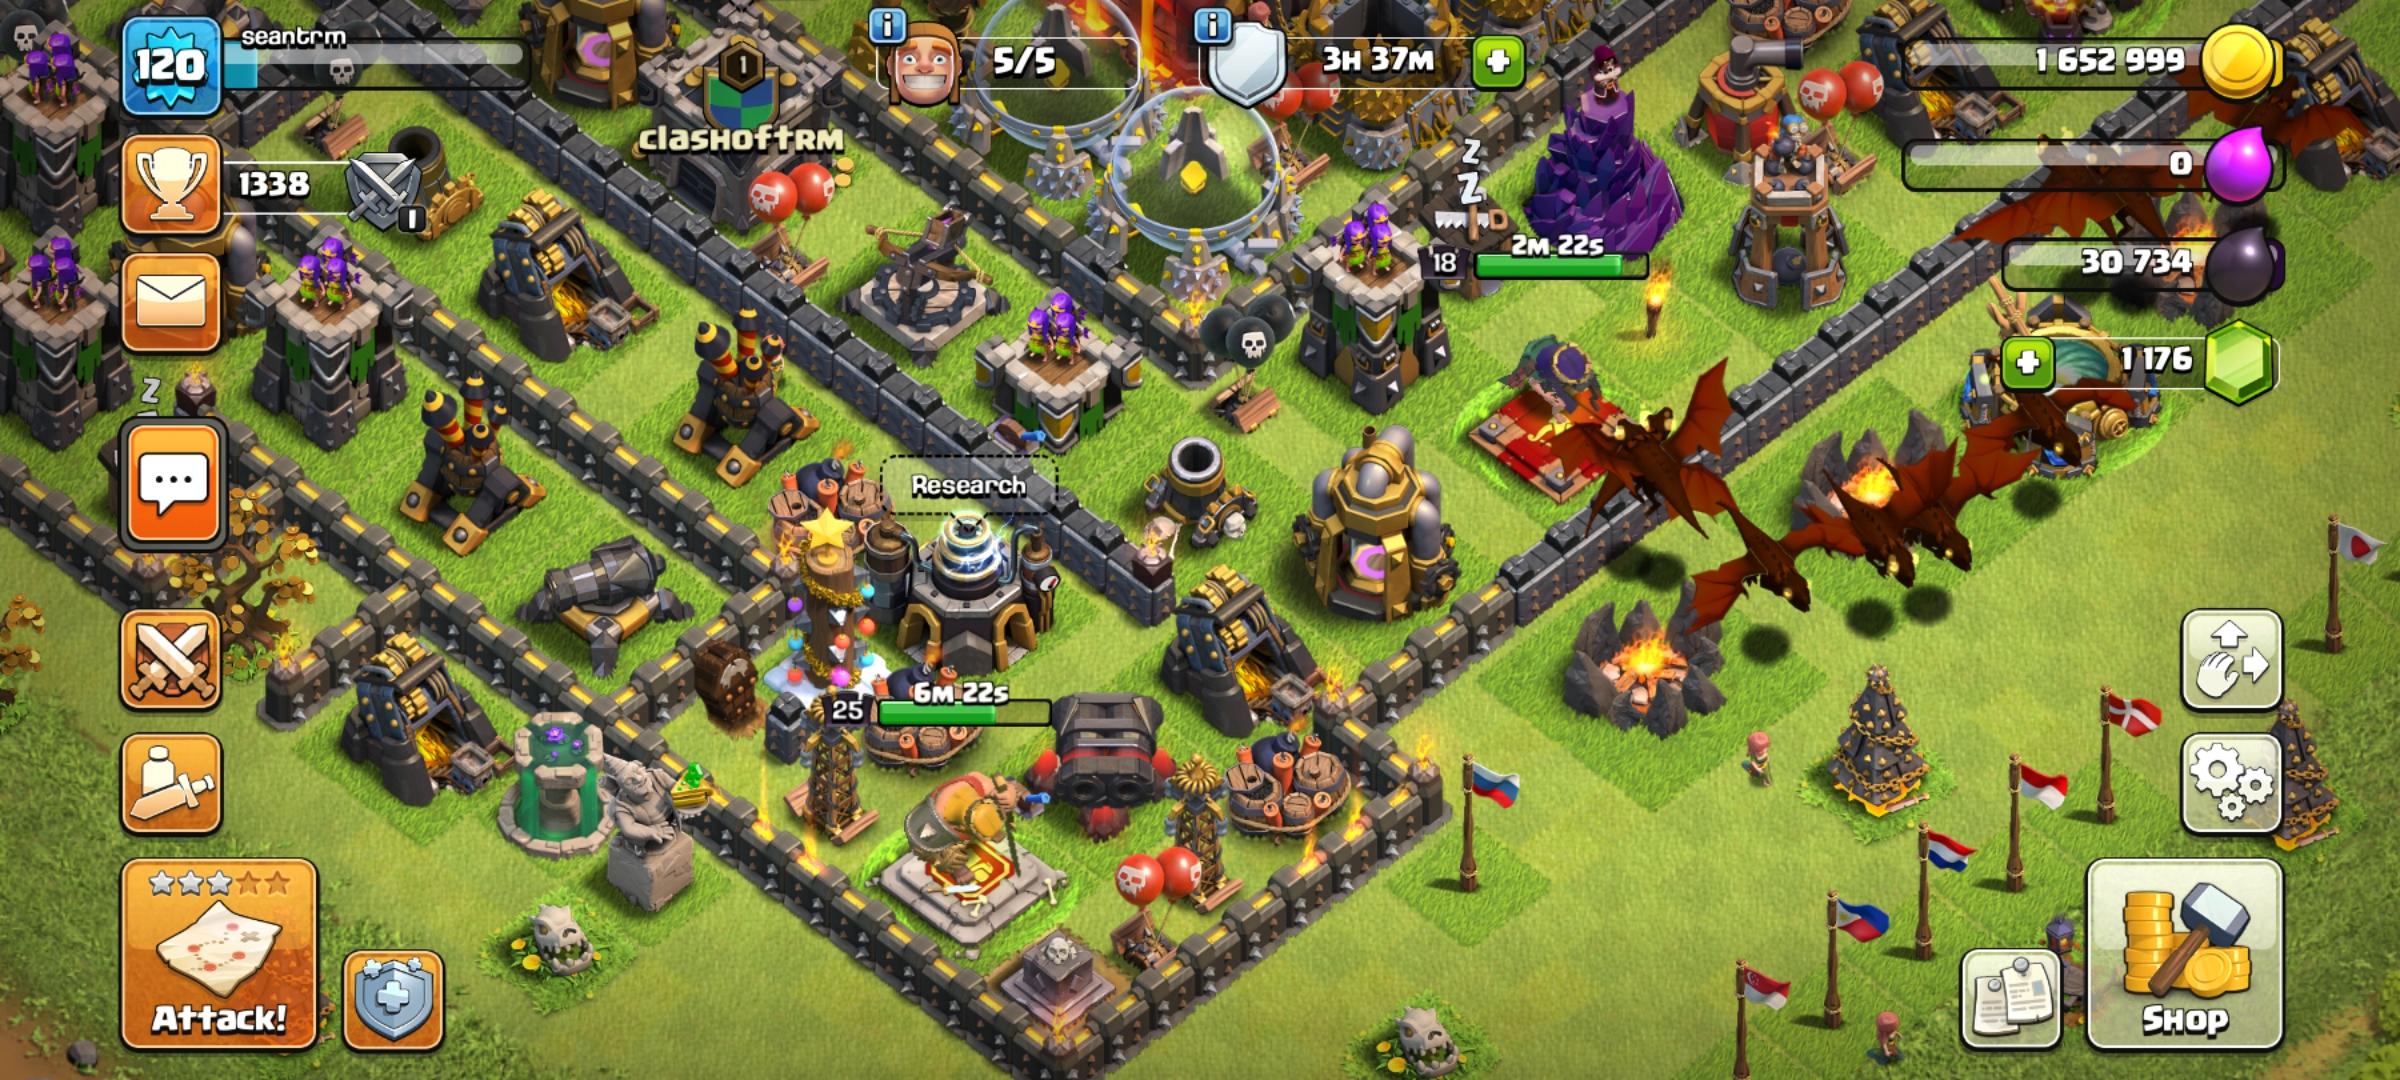 120
seantrm
5/5
3h 37m
1 652 999
1
clashoftRM
1338
I
0
Z
Z
18
2m 22s
30 734
1 176
Z
Research
25
6m 22s
Attack!
Shop